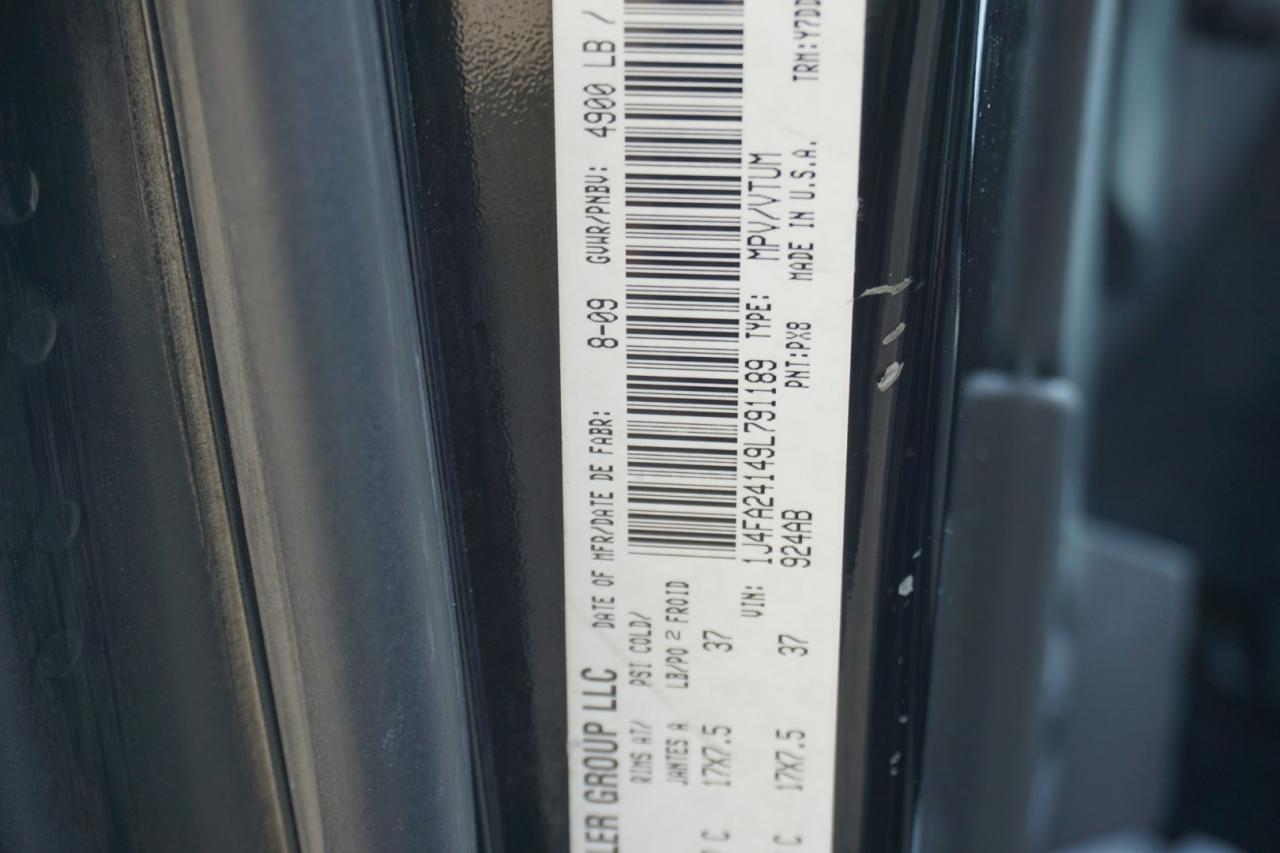 LER GROUP LLC
DATE OF MFR/DATE DE FABR: 8-09 GVWR/PNBV: 4900 LB /
RIMS AT/ PSI COLD/
JANTES A LB/PO 2 FROID
C 17X7.5 37
VIN: 1J4FA24149L791189 TYPE: MPV/VTUM
924AB PNT:PX8 MADE IN U.S.A. TRM:Y7DD
C 17X7.5 37